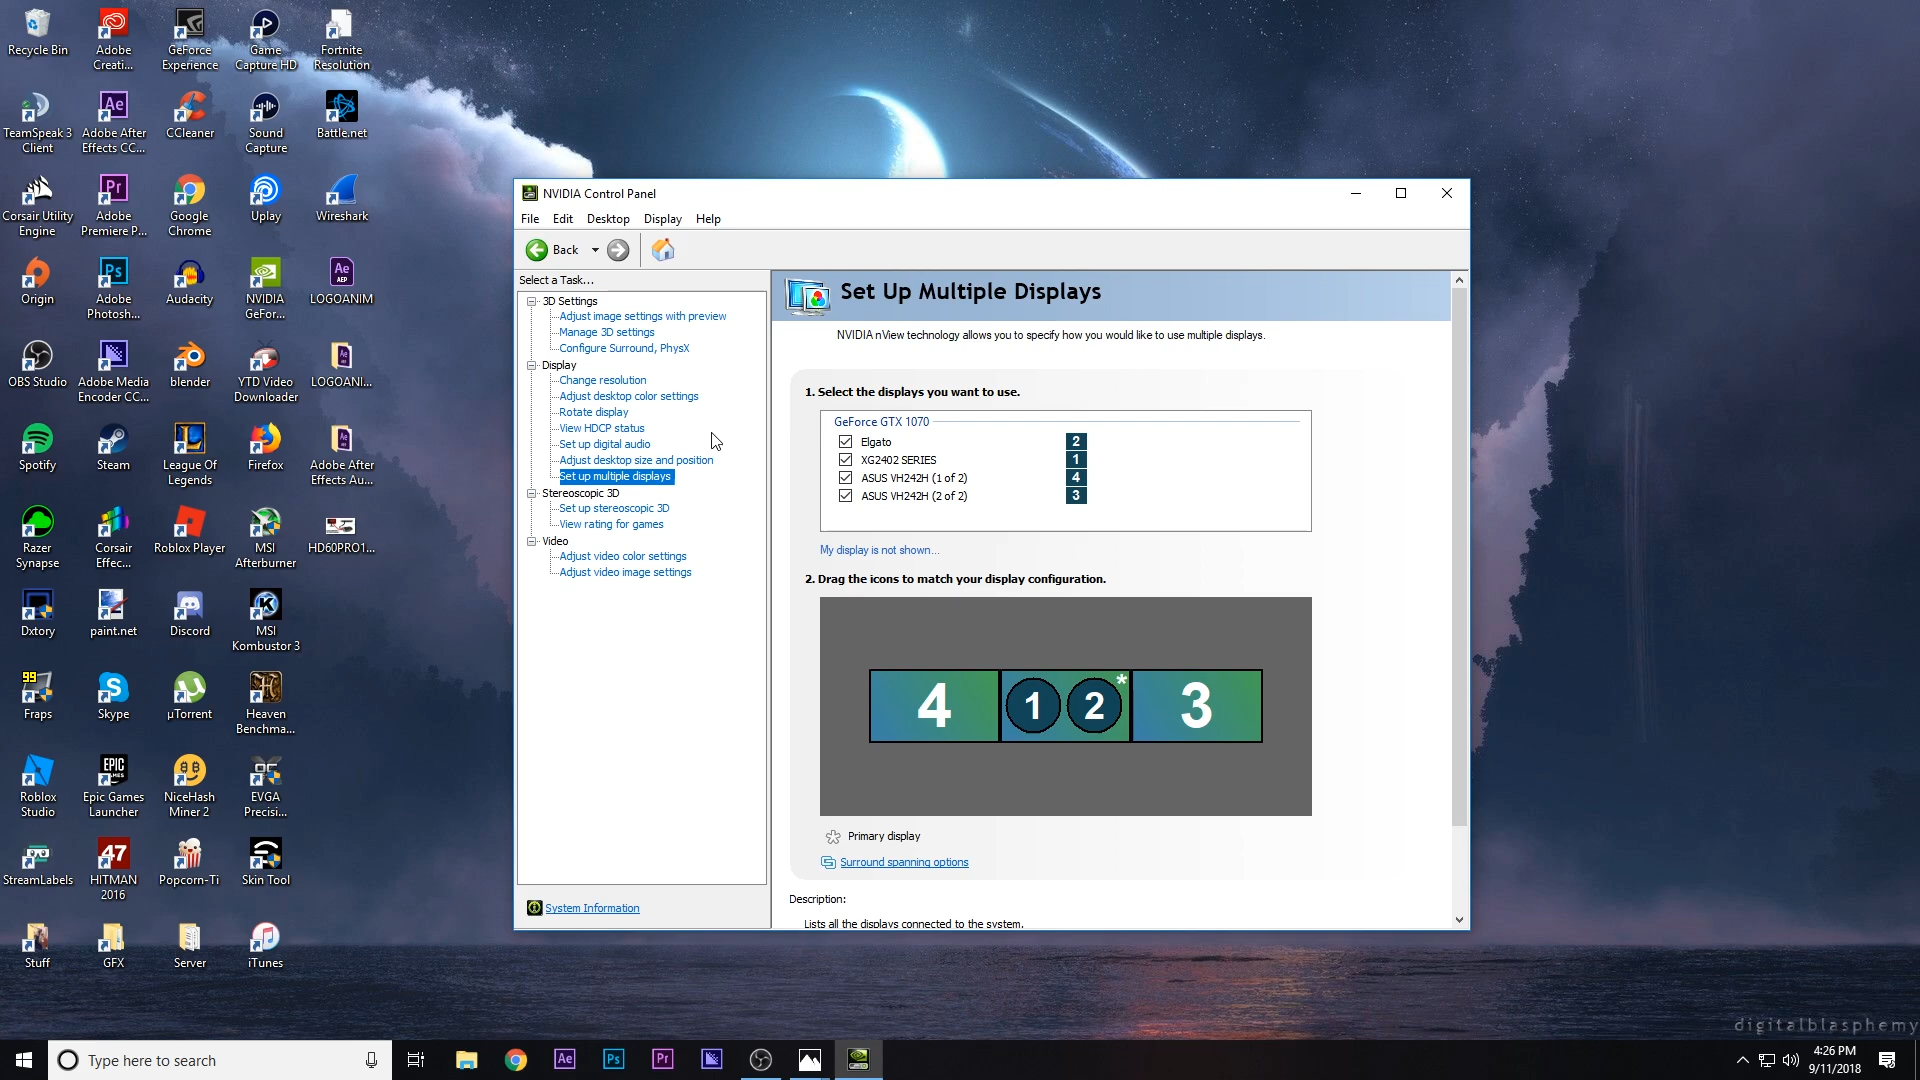 Recycle Bin
Adobe
Creati...
GeForce
Experience
Game
Capture HD
Fortnite
Resolution
TeamSpeak 3
Client
Adobe After
Effects CC...
CCleaner
Sound
Capture
Battle.net
Corsair Utility
Engine
Adobe
Premiere P...
Google
Chrome
Uplay
Wireshark
Origin
Adobe
Photosh...
Audacity
NVIDIA
GeFor...
LOGOANIM
OBS Studio
Adobe Media
Encoder CC...
blender
YTD Video
Downloader
LOGOANI...
Spotify
Steam
League Of
Legends
Firefox
Adobe After
Effects Au...
Razer
Synapse
Corsair
Effec...
Roblox Player
MSI
Afterburner
HD60PRO1...
Dxtory
paint.net
Discord
MSI
Kombustor 3
99
Fraps
Skype
µTorrent
Heaven
Benchma...
Roblox
Studio
EPIC
GAMES
Epic Games
Launcher
NiceHash
Miner 2
EVGA
Precisi...
StreamLabels
47
HITMAN
2016
Popcorn-Ti
Skin Tool
Stuff
GFX
Server
iTunes
NVIDIA Control Panel
File Edit Desktop Display Help
Back
Select a Task...
3D Settings
Adjust image settings with preview
Manage 3D settings
Configure Surround, PhysX
Display
Change resolution
Adjust desktop color settings
Rotate display
View HDCP status
Set up digital audio
Adjust desktop size and position
Set up multiple displays
Stereoscopic 3D
Set up stereoscopic 3D
View rating for games
Video
Adjust video color settings
Adjust video image settings
System Information
Set Up Multiple Displays
NVIDIA nView technology allows you to specify how you would like to use multiple displays.
1. Select the displays you want to use.
GeForce GTX 1070
Elgato 2
XG2402 SERIES 1
ASUS VH242H (1 of 2) 4
ASUS VH242H (2 of 2) 3
My display is not shown...
2. Drag the icons to match your display configuration.
4 1 2 * 3
Primary display
Surround spanning options
Description:
Lists all the displays connected to the system.
digitalblasphemy
Type here to search
Ae
Ps
Pr
4:26 PM
9/11/2018